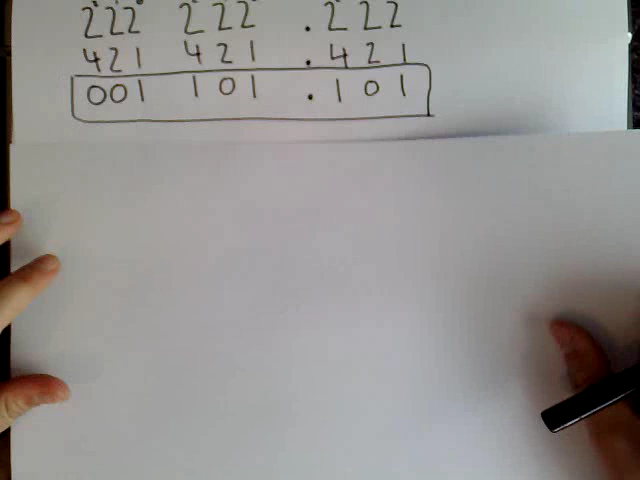 222 222 . 222
421 421 . 421
001 101 . 101